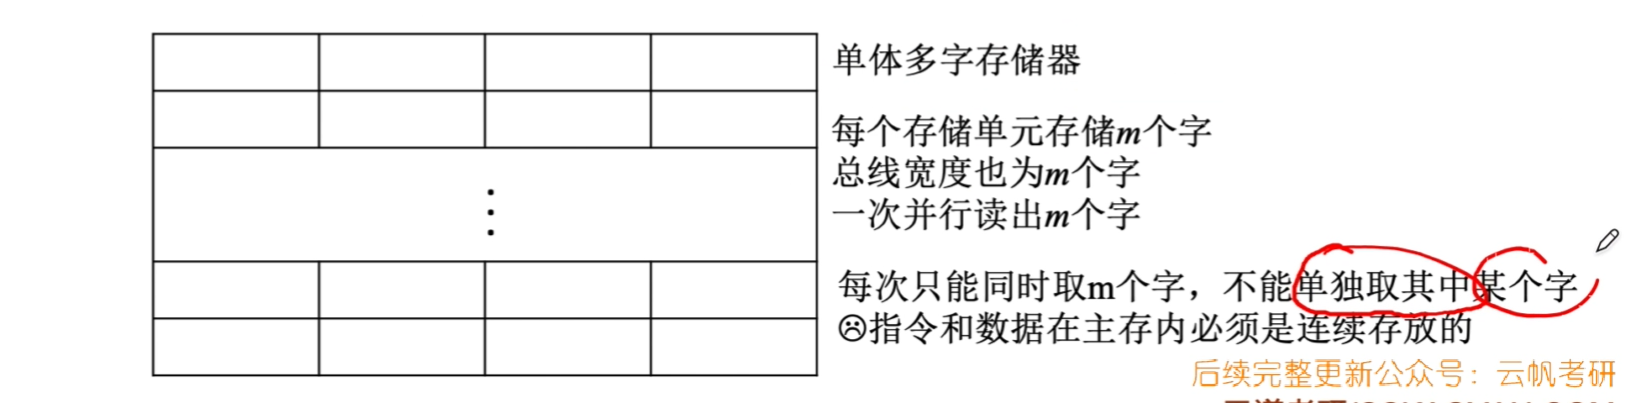 单体多字存储器
每个存储单元存储m个字
总线宽度也为m个字
一次并行读出m个字
每次只能同时取m个字，不能单独取其中某个字
☹指令和数据在主存内必须是连续存放的
后续完整更新公众号：云帆考研